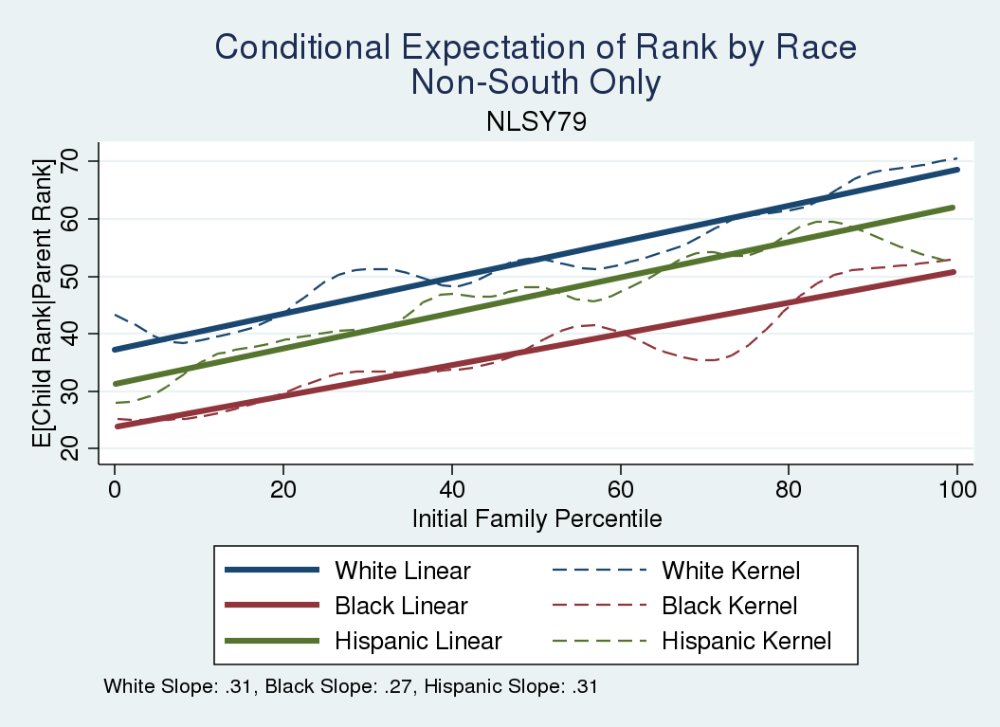 Conditional Expectation of Rank by Race
Non-South Only
NLSY79
E[Child Rank|Parent Rank]
70
60
50
40
30
20
0 20 40 60 80 100
Initial Family Percentile
White Linear White Kernel
Black Linear Black Kernel
Hispanic Linear Hispanic Kernel
White Slope: .31, Black Slope: .27, Hispanic Slope: .31